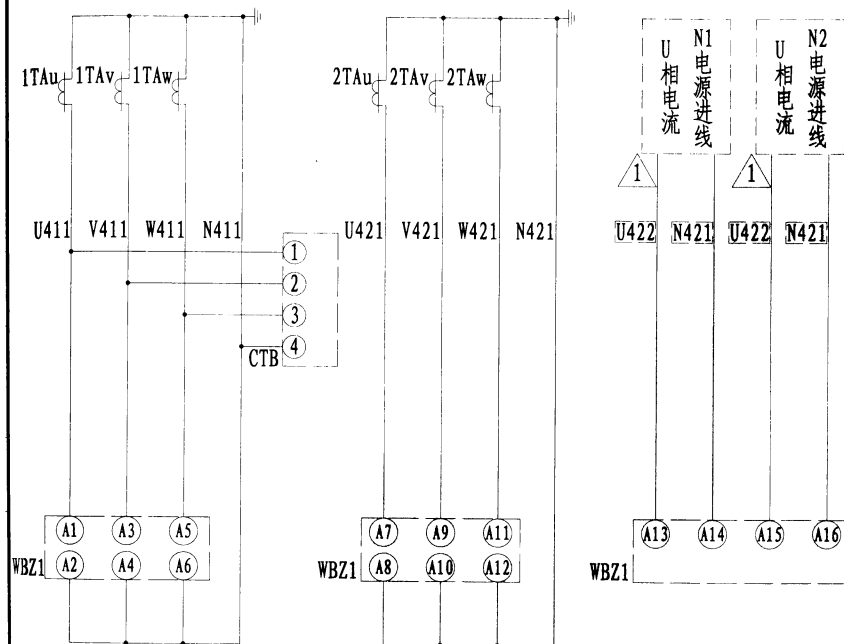 1TAu 1TAv 1TAw
2TAu 2TAv 2TAw
U相电流
N1电源进线
U相电流
N2电源进线
1
1
U411 V411 W411 N411
U421 V421 W421 N421
U422 N421 U422 N421
1
2
3
4
CTB
A1 A3 A5
WBZ1 A2 A4 A6
A7 A9 A11
WBZ1 A8 A10 A12
A13 A14 A15 A16
WBZ1